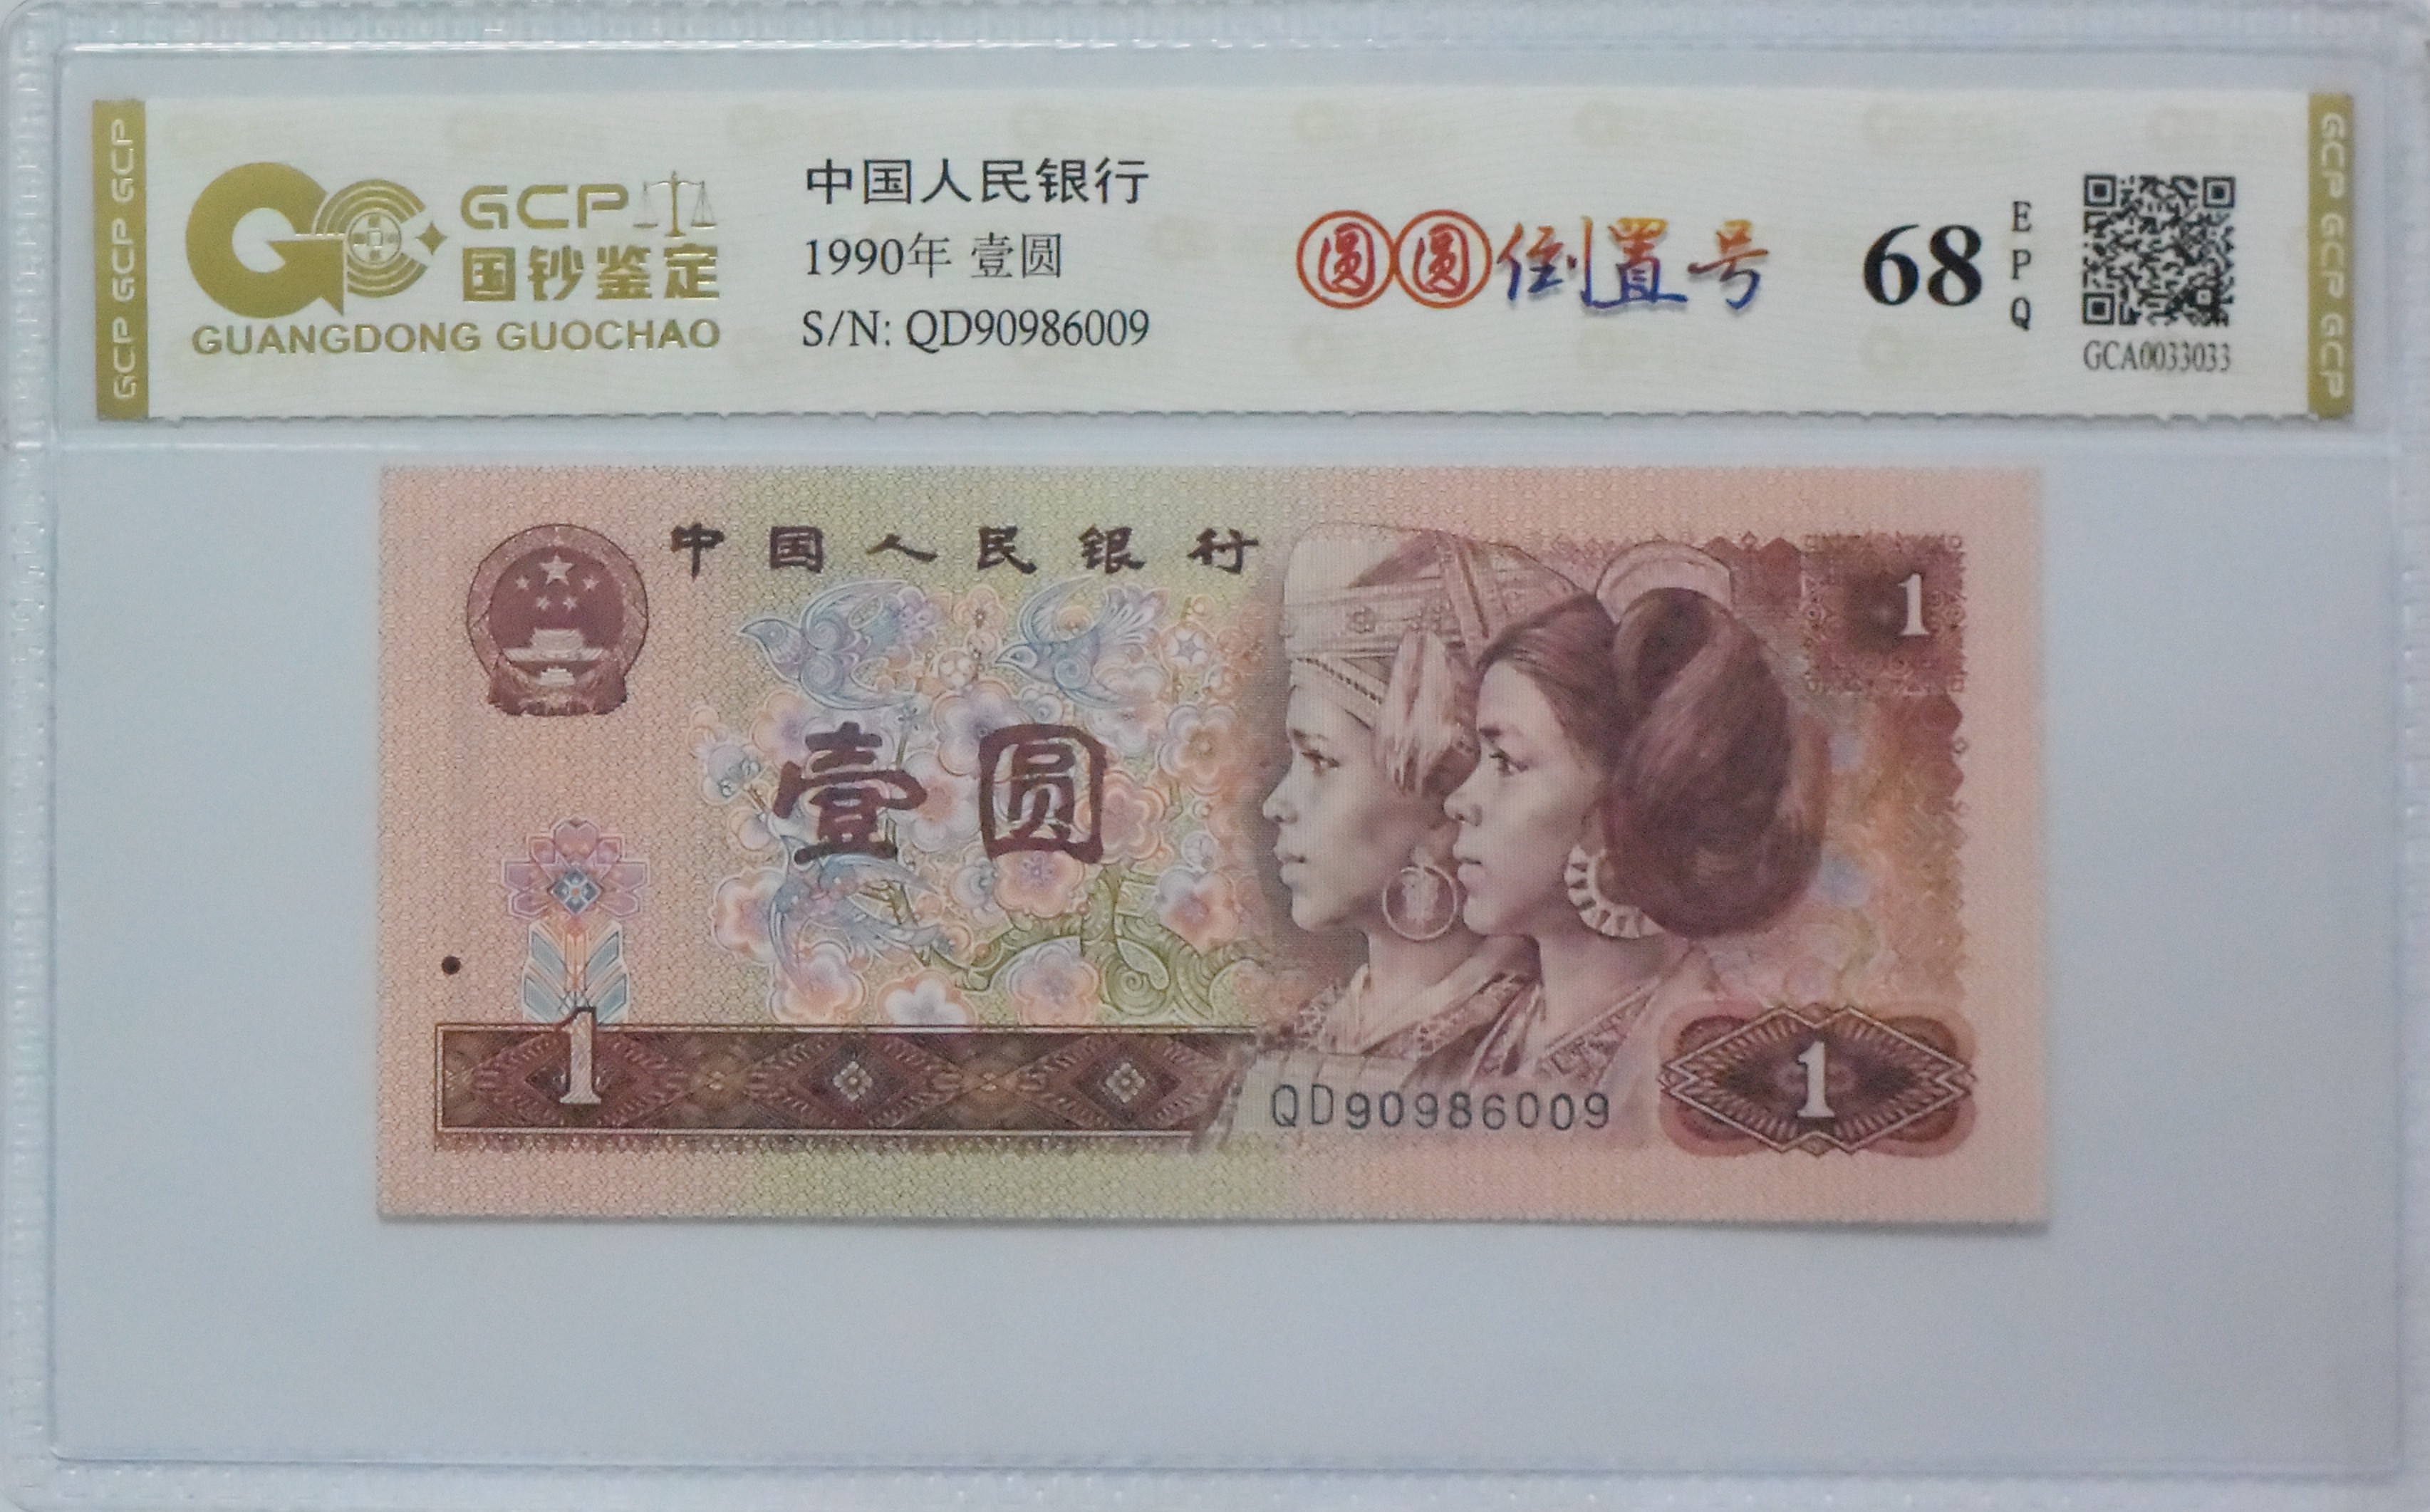 GCP GCP GCP
GCP
国钞鉴定
GUANGDONG GUOCHAO
中国人民银行
1990年 壹圆
S/N: QD90986009
圆圆倒置号
68
E
P
Q
GCA0033033
GCP GCP GCP
中国人民银行
1
壹圆
1
QD90986009
1